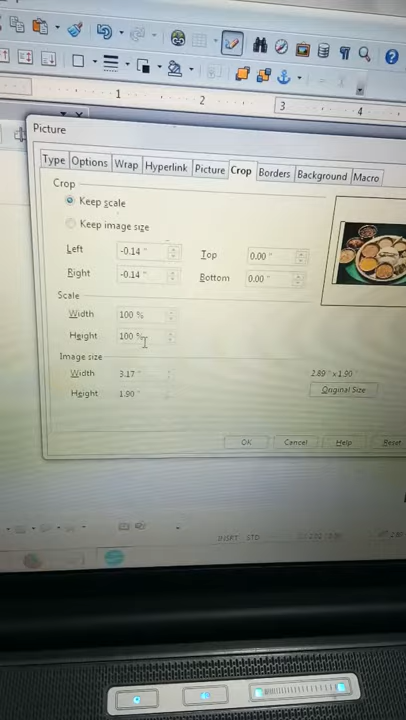 1 2 3 4
Picture
Type Options Wrap Hyperlink Picture Crop Borders Background Macro
Crop
Keep scale
Keep image size
Left -0.14 " Top 0.00 "
Right -0.14 " Bottom 0.00 "
Scale
Width 100 %
Height 100 %
Image size
Width 3.17 " 2.89 " x 1.90 "
Height 1.90 " Original Size
OK Cancel Help Reset
INSRT STD